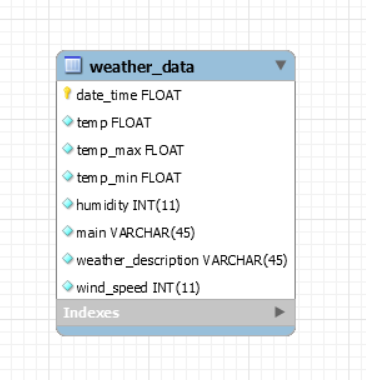 weather_data
date_time FLOAT
temp FLOAT
temp_max FLOAT
temp_min FLOAT
humidity INT(11)
main VARCHAR(45)
weather_description VARCHAR(45)
wind_speed INT(11)
Indexes